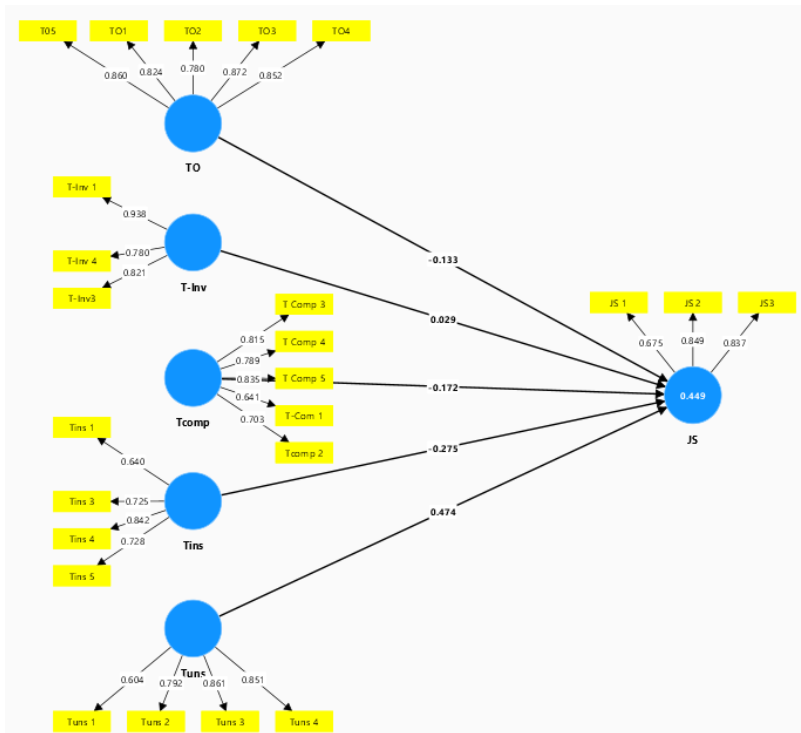 T05 TO1 TO2 TO3 TO4
0.860 0.824 0.780 0.872 0.852
TO
T-Inv 1
T-Inv 4
T-Inv3
0.938
0.780
0.821
T-Inv
T Comp 3
T Comp 4
T Comp 5
T-Com 1
Tcomp 2
0.815
0.789
0.835
0.641
0.703
Tcomp
Tins 1
Tins 3
Tins 4
Tins 5
0.640
0.725
0.842
0.728
Tins
Tuns
0.604 0.792 0.861 0.851
Tuns 1 Tuns 2 Tuns 3 Tuns 4
-0.133
0.029
-0.172
-0.275
0.474
JS 1 JS 2 JS3
0.675 0.849 0.837
0.449
JS